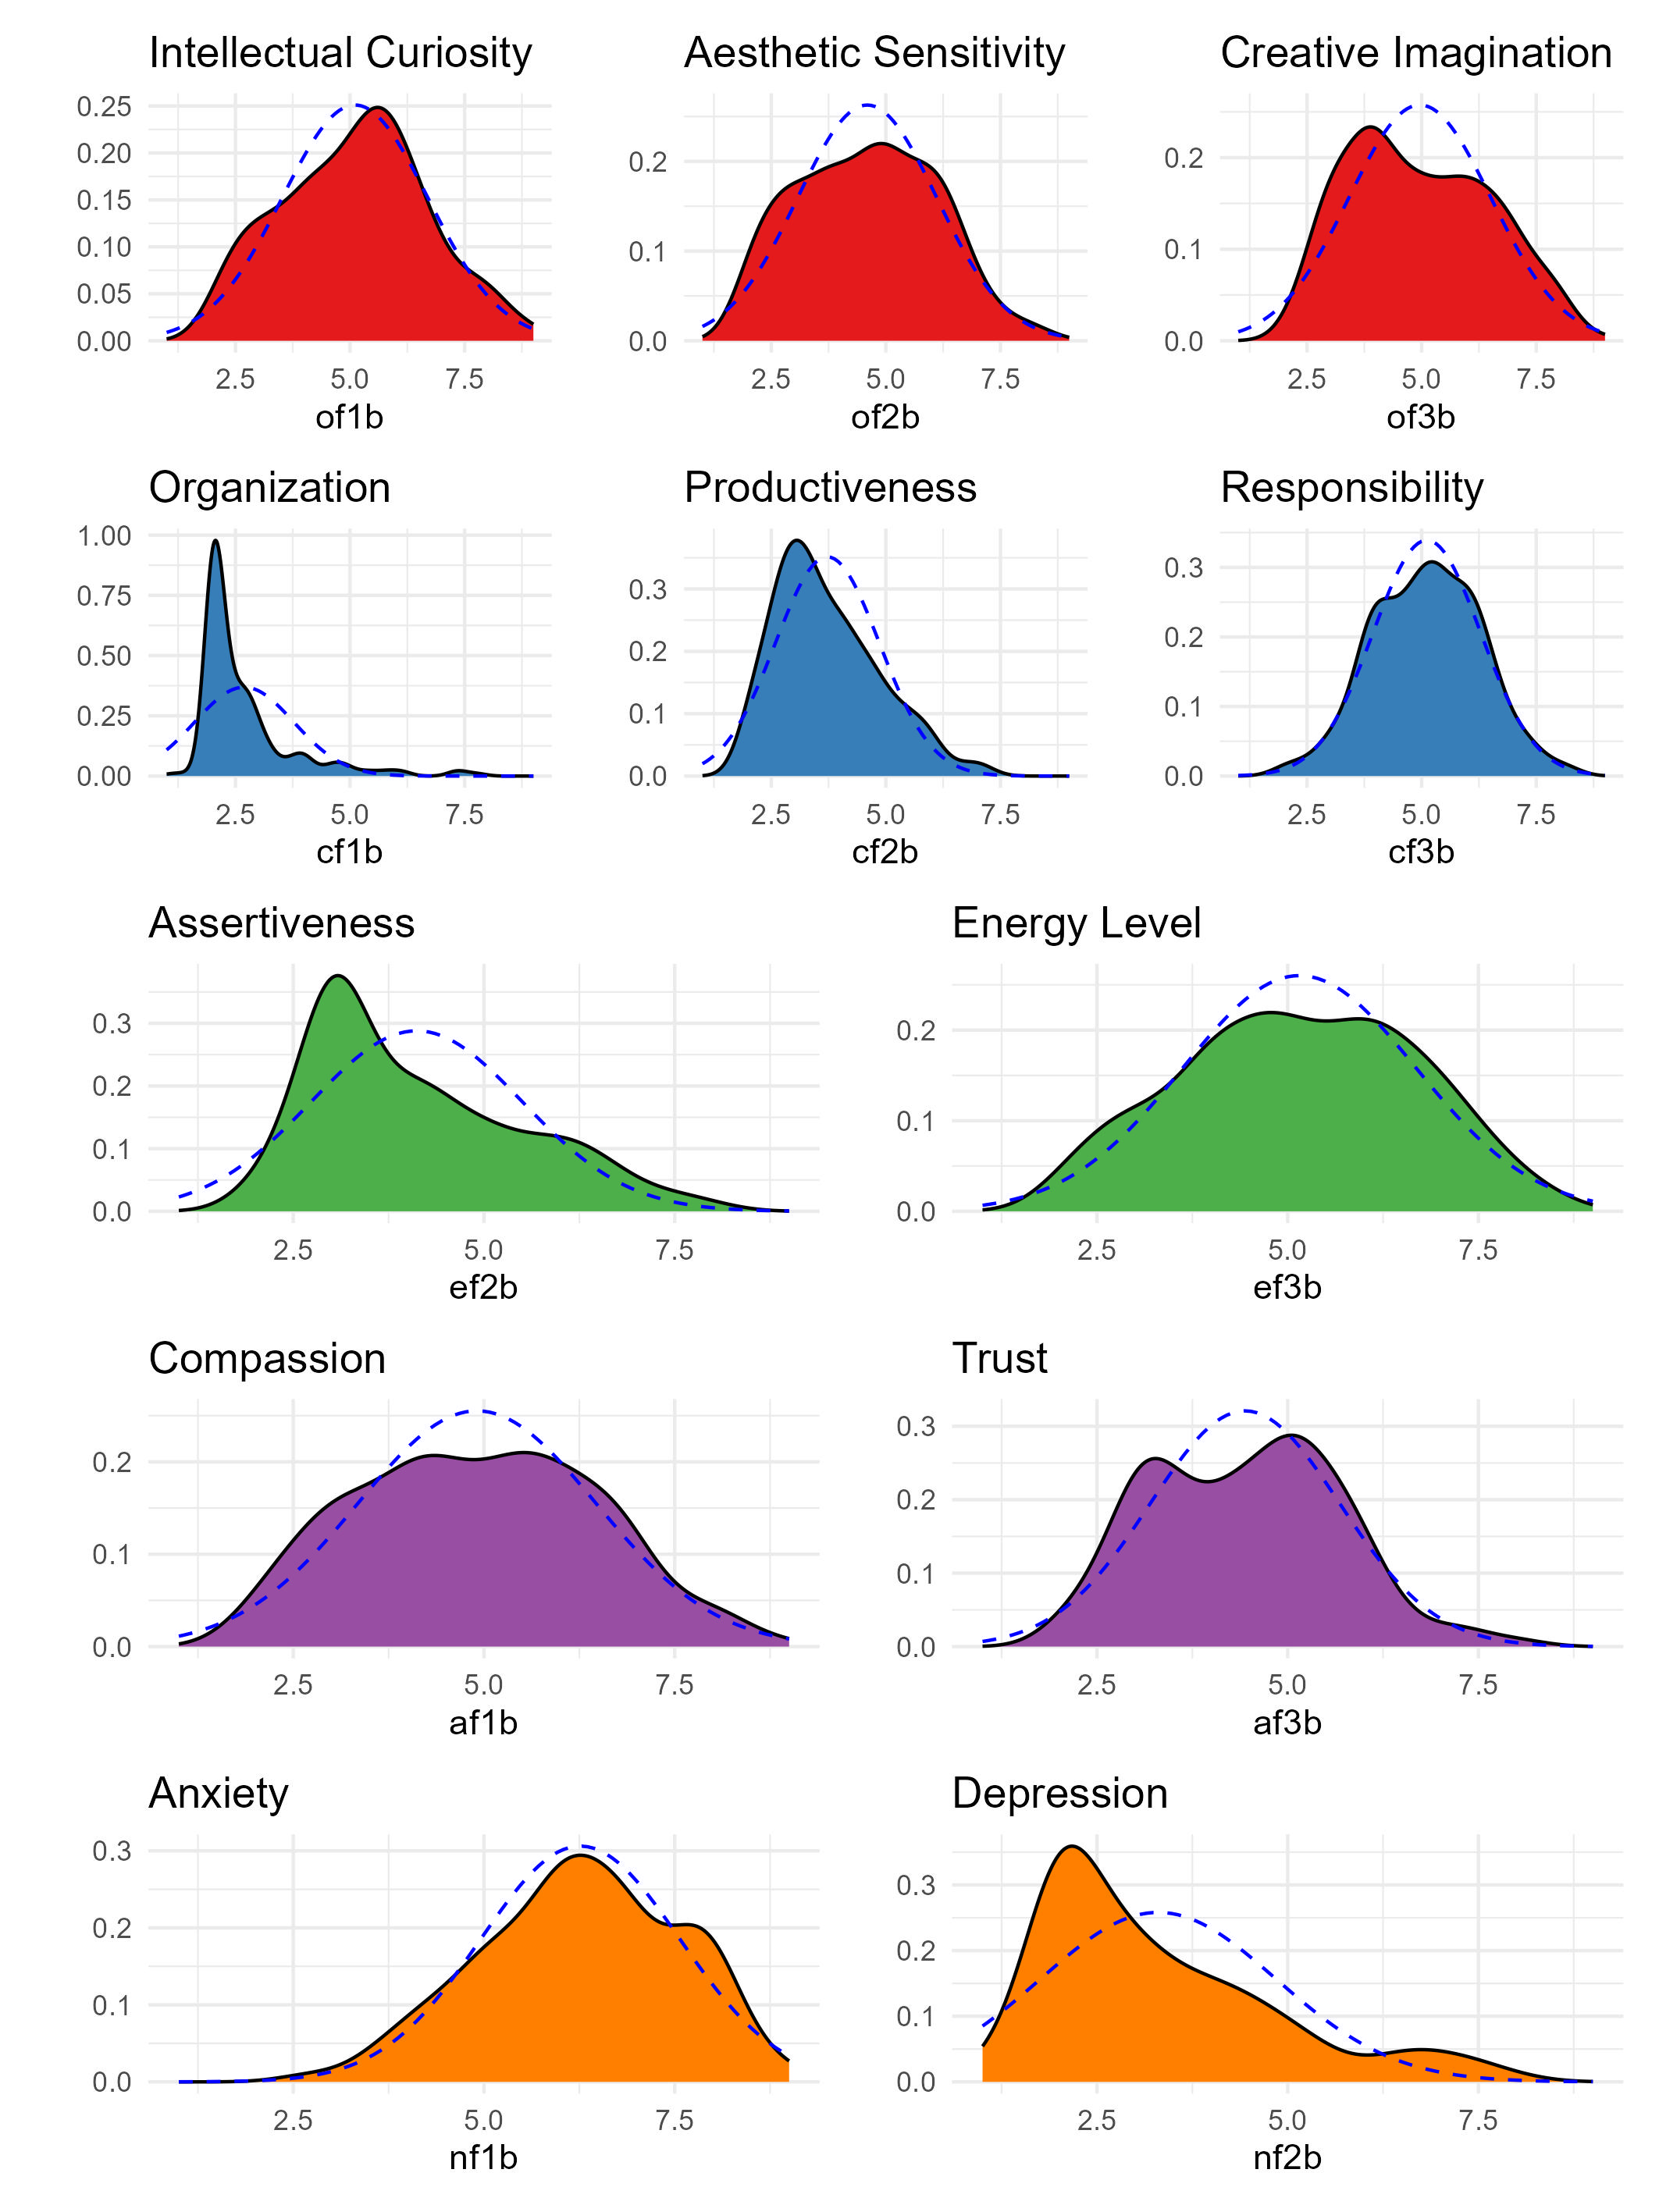 Intellectual Curiosity
0.25
0.20
0.15
0.10
0.05
0.00
2.5 5.0 7.5
of1b
Aesthetic Sensitivity
0.2
0.1
0.0
2.5 5.0 7.5
of2b
Creative Imagination
0.2
0.1
0.0
2.5 5.0 7.5
of3b
Organization
1.00
0.75
0.50
0.25
0.00
2.5 5.0 7.5
cf1b
Productiveness
0.3
0.2
0.1
0.0
2.5 5.0 7.5
cf2b
Responsibility
0.3
0.2
0.1
0.0
2.5 5.0 7.5
cf3b
Assertiveness
0.3
0.2
0.1
0.0
2.5 5.0 7.5
ef2b
Energy Level
0.2
0.1
0.0
2.5 5.0 7.5
ef3b
Compassion
0.2
0.1
0.0
2.5 5.0 7.5
af1b
Trust
0.3
0.2
0.1
0.0
2.5 5.0 7.5
af3b
Anxiety
0.3
0.2
0.1
0.0
2.5 5.0 7.5
nf1b
Depression
0.3
0.2
0.1
0.0
2.5 5.0 7.5
nf2b